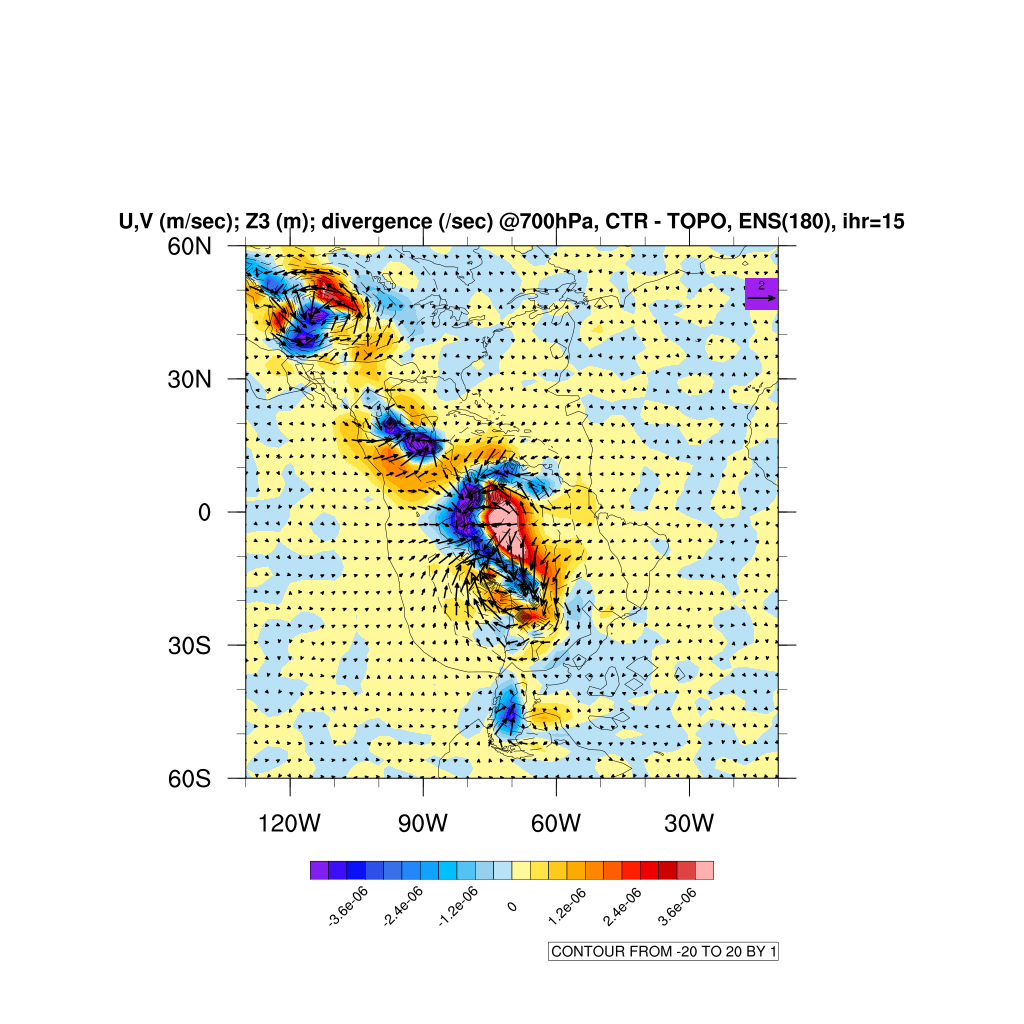 U,V (m/sec); Z3 (m); divergence (/sec) @700hPa, CTR - TOPO, ENS(180), ihr=15
60N
2
30N
0
30S
60S
120W 90W 60W 30W
-3.6e-06 -2.4e-06 -1.2e-06 0 1.2e-06 2.4e-06 3.6e-06
CONTOUR FROM -20 TO 20 BY 1